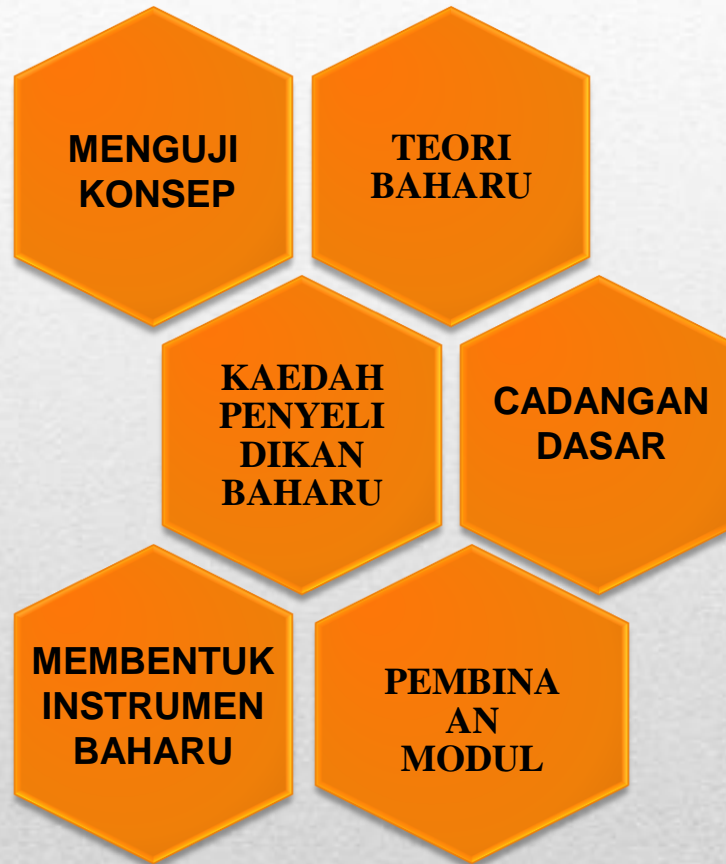 MENGUJI
KONSEP
TEORI
BAHARU
KAEDAH
PENYELI
DIKAN
BAHARU
CADANGAN
DASAR
MEMBENTUK
INSTRUMEN
BAHARU
PEMBINA
AN
MODUL